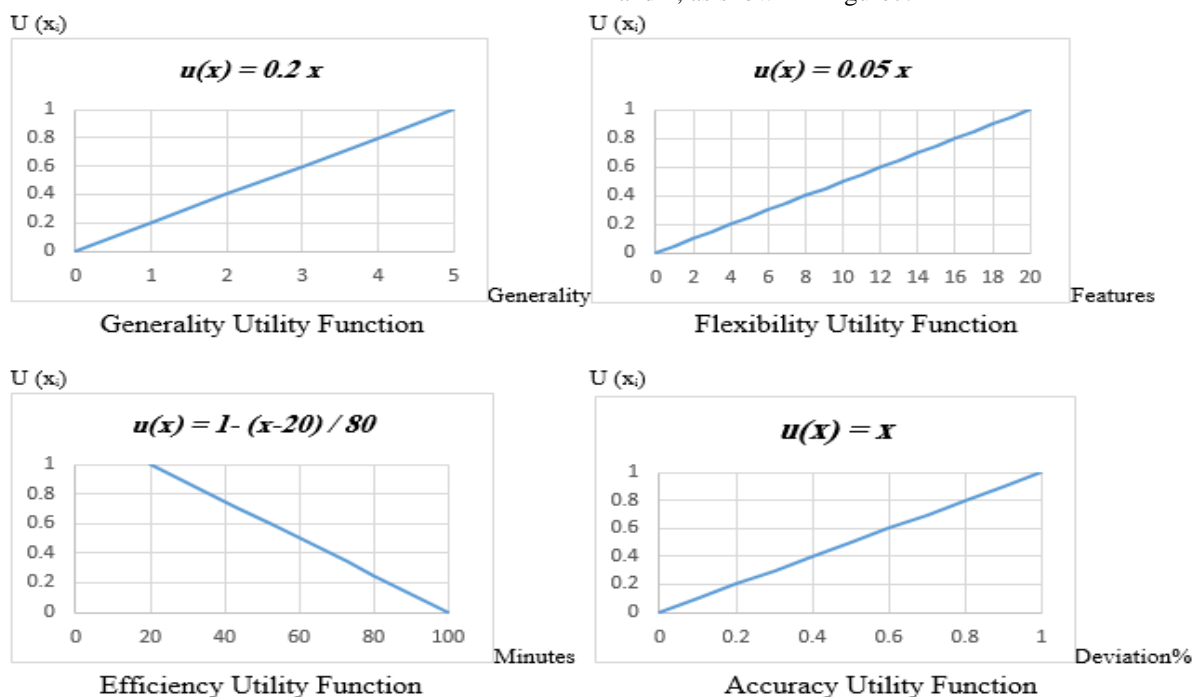 U (xᵢ)
u(x) = 0.2 x
1
0.8
0.6
0.4
0.2
0
0 1 2 3 4 5
Generality
Generality Utility Function
U (xᵢ)
u(x) = 0.05 x
1
0.8
0.6
0.4
0.2
0
0 2 4 6 8 10 12 14 16 18 20
Features
Flexibility Utility Function
U (xᵢ)
u(x) = 1- (x-20) / 80
1
0.8
0.6
0.4
0.2
0
0 20 40 60 80 100
Minutes
Efficiency Utility Function
U (xᵢ)
u(x) = x
1
0.8
0.6
0.4
0.2
0
0 0.2 0.4 0.6 0.8 1
Deviation%
Accuracy Utility Function